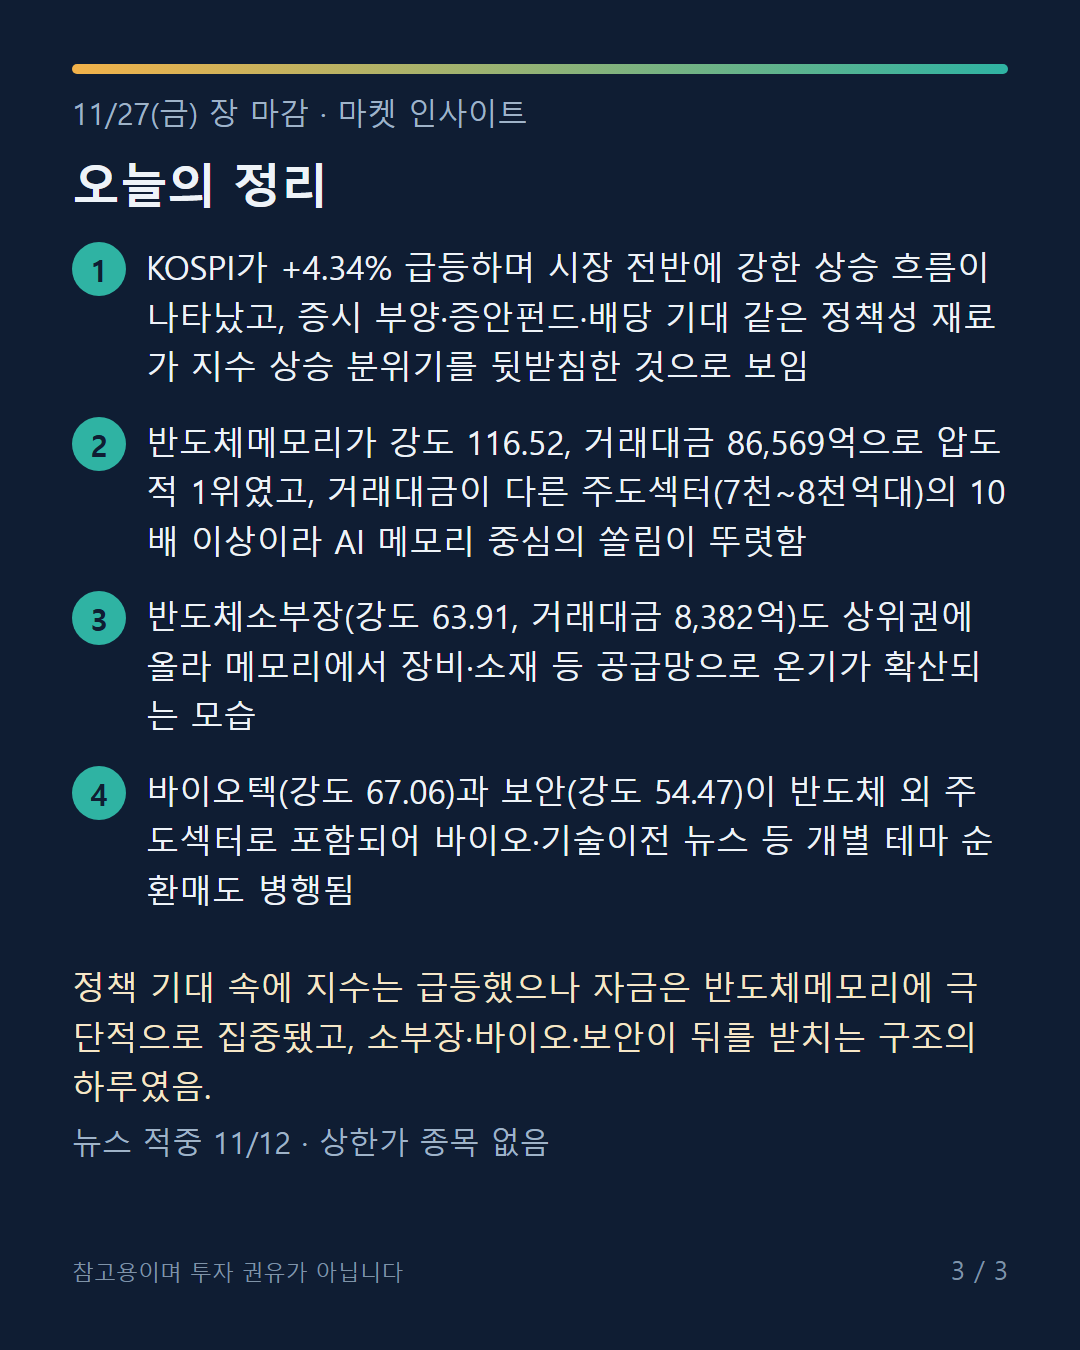 11/27(금) 장 마감 · 마켓 인사이트
오늘의 정리
1 KOSPI가 +4.34% 급등하며 시장 전반에 강한 상승 흐름이
나타났고, 증시 부양·증안펀드·배당 기대 같은 정책성 재료
가 지수 상승 분위기를 뒷받침한 것으로 보임
2 반도체메모리가 강도 116.52, 거래대금 86,569억으로 압도
적 1위였고, 거래대금이 다른 주도섹터(7천~8천억대)의 10
배 이상이라 AI 메모리 중심의 쏠림이 뚜렷함
3 반도체소부장(강도 63.91, 거래대금 8,382억)도 상위권에
올라 메모리에서 장비·소재 등 공급망으로 온기가 확산되
는 모습
4 바이오텍(강도 67.06)과 보안(강도 54.47)이 반도체 외 주
도섹터로 포함되어 바이오·기술이전 뉴스 등 개별 테마 순
환매도 병행됨
정책 기대 속에 지수는 급등했으나 자금은 반도체메모리에 극
단적으로 집중됐고, 소부장·바이오·보안이 뒤를 받치는 구조의
하루였음.
뉴스 적중 11/12 · 상한가 종목 없음
참고용이며 투자 권유가 아닙니다
3 / 3